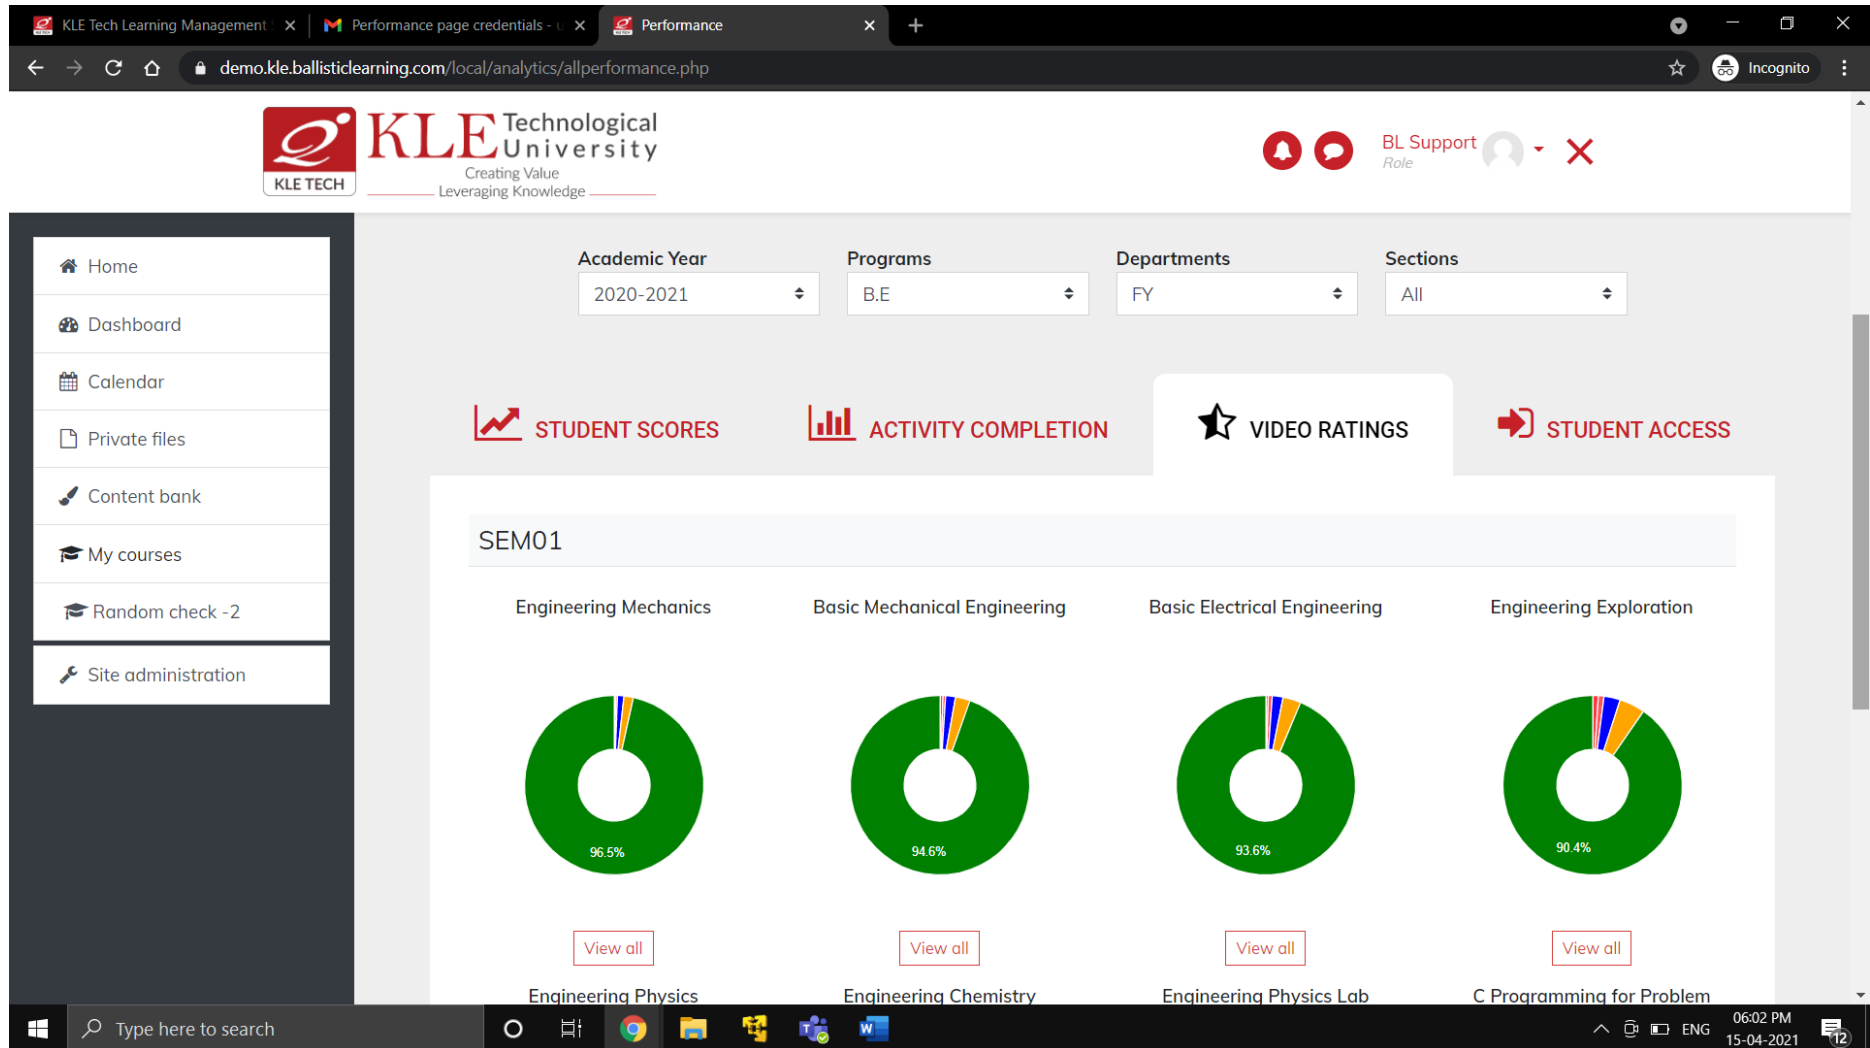 KLE Tech Learning Management
Performance page credentials - u
Performance
demo.kle.ballisticlearning.com/local/analytics/allperformance.php
Incognito
KLE TECH
KLE Technological University
Creating Value
Leveraging Knowledge
BL Support
Role
Home
Dashboard
Calendar
Private files
Content bank
My courses
Random check -2
Site administration
Academic Year
Programs
Departments
Sections
2020-2021
B.E
FY
All
STUDENT SCORES
ACTIVITY COMPLETION
VIDEO RATINGS
STUDENT ACCESS
SEM01
Engineering Mechanics
Basic Mechanical Engineering
Basic Electrical Engineering
Engineering Exploration
96.5%
94.6%
93.6%
90.4%
View all
View all
View all
View all
Engineering Physics
Engineering Chemistry
Engineering Physics Lab
C Programming for Problem
Type here to search
ENG
06:02 PM
15-04-2021
12